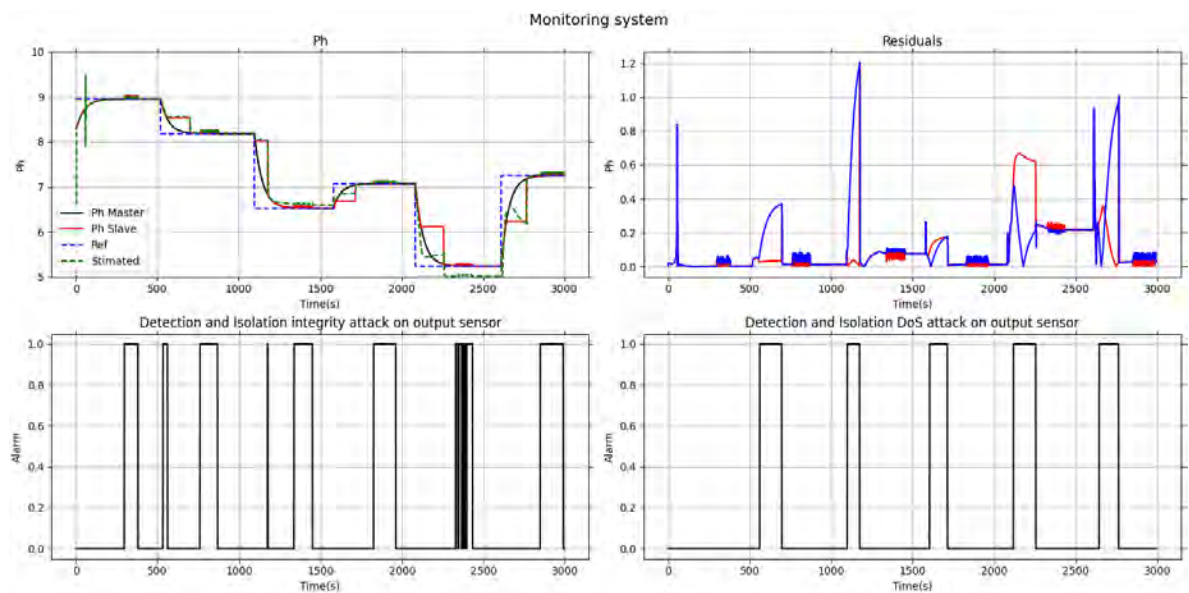 Monitoring system
Ph
10
9
8
7
6
5
Ph
Ph Master
Ph Slave
Ref
Stimated
0 500 1000 1500 2000 2500 3000
Time(s)
Residuals
1.2
1.0
0.8
0.6
0.4
0.2
0.0
Ph
0 500 1000 1500 2000 2500 3000
Time(s)
Detection and Isolation integrity attack on output sensor
1.0
0.8
0.6
0.4
0.2
0.0
Alarm
0 500 1000 1500 2000 2500 3000
Time(s)
Detection and Isolation DoS attack on output sensor
1.0
0.8
0.6
0.4
0.2
0.0
Alarm
0 500 1000 1500 2000 2500 3000
Time(s)